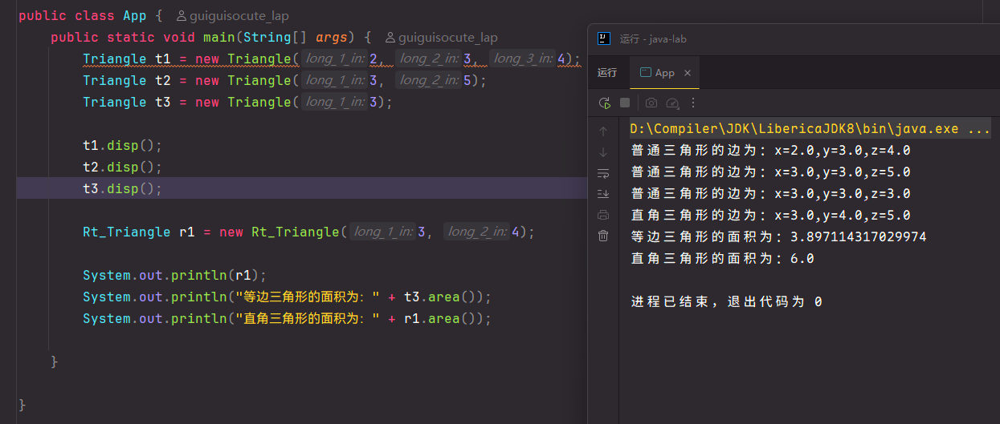 public class App { guiguisocute_lap
public static void main(String[] args) { guiguisocute_lap
Triangle t1 = new Triangle( long_1_in: 2, long_2_in: 3, long_3_in: 4);
Triangle t2 = new Triangle( long_1_in: 3, long_2_in: 5);
Triangle t3 = new Triangle( long_1_in: 3);
t1.disp();
t2.disp();
t3.disp();
Rt_Triangle r1 = new Rt_Triangle( long_1_in: 3, long_2_in: 4);
System.out.println(r1);
System.out.println("等边三角形的面积为: " + t3.area());
System.out.println("直角三角形的面积为: " + r1.area());
}
}
IJ 运行 - java-lab
运行 App ×
D:\Compiler\JDK\LibericaJDK8\bin\java.exe ...
普通三角形的边为: x=2.0,y=3.0,z=4.0
普通三角形的边为: x=3.0,y=3.0,z=5.0
普通三角形的边为: x=3.0,y=3.0,z=3.0
直角三角形的边为: x=3.0,y=4.0,z=5.0
等边三角形的面积为: 3.897114317029974
直角三角形的面积为: 6.0
进程已结束，退出代码为 0